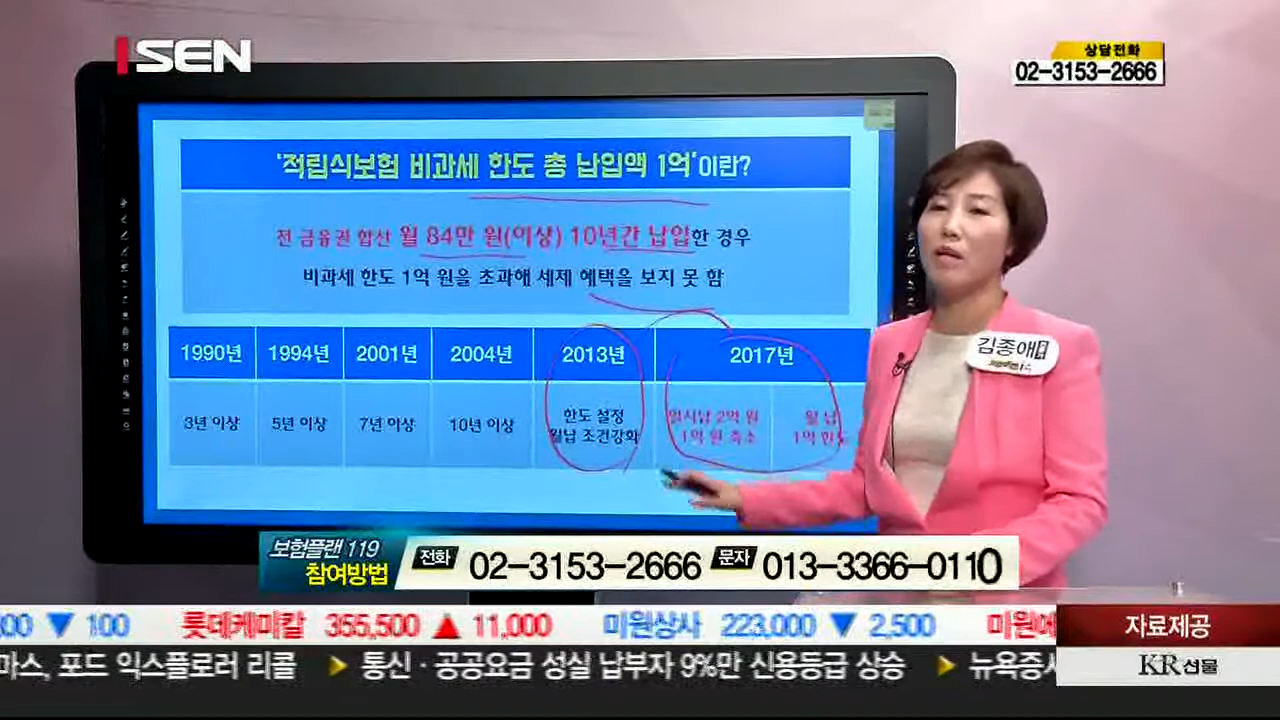 SEN
상담전화
02-3153-2666
'적립식보험 비과세 한도 총 납입액 1억'이란?
전 금융권 합산 월 84만 원(이상) 10년간 납입한 경우
비과세 한도 1억 원을 초과해 세제 혜택을 보지 못 함
1990년 1994년 2001년 2004년 2013년 2017년
3년 이상 5년 이상 7년 이상 10년 이상
한도 설정
월납 조건강화
일시납 2억 원
1억 원 축소
월 납
1억 한도
김종애
보험플랜 119
참여방법
전화 02-3153-2666 문자 013-3366-0110
00 ▼ 100 롯데케미칼 355,500 ▲ 11,000 미원상사 223,000 ▼ 2,500 미원에
자료제공
마스, 포드 익스플로러 리콜 ▶ 통신·공공요금 성실 납부자 9%만 신용등급 상승 ▶ 뉴욕증시
KR선물